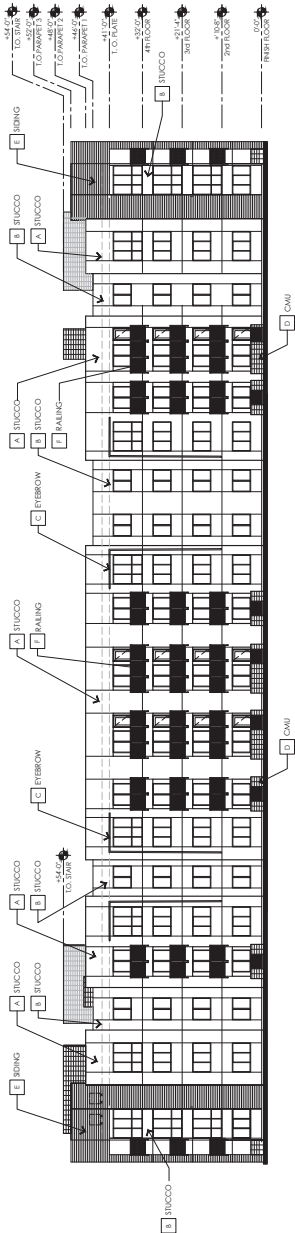 E SIDING
A STUCCO
B STUCCO
A STUCCO
B STUCCO
+54'-0"
T.O. STAIR
C EYEBROW
A STUCCO
F RAILING
C EYEBROW
A STUCCO
B STUCCO
F RAILING
B STUCCO
A STUCCO
E SIDING
B STUCCO
+54'-0"
T.O. STAIR
+52'-0"
T.O.PARAPET 3
+48'-0"
T.O.PARAPET 2
+46'-0"
T.O. PARAPET 1
+41'-0"
T. O. PLATE
+32'-0"
4th FLOOR
+21'-4"
3rd FLOOR
+'10-8"
2nd FLOOR
0'-0"
FINISH FLOOR
B STUCCO
D CMU
D CMU